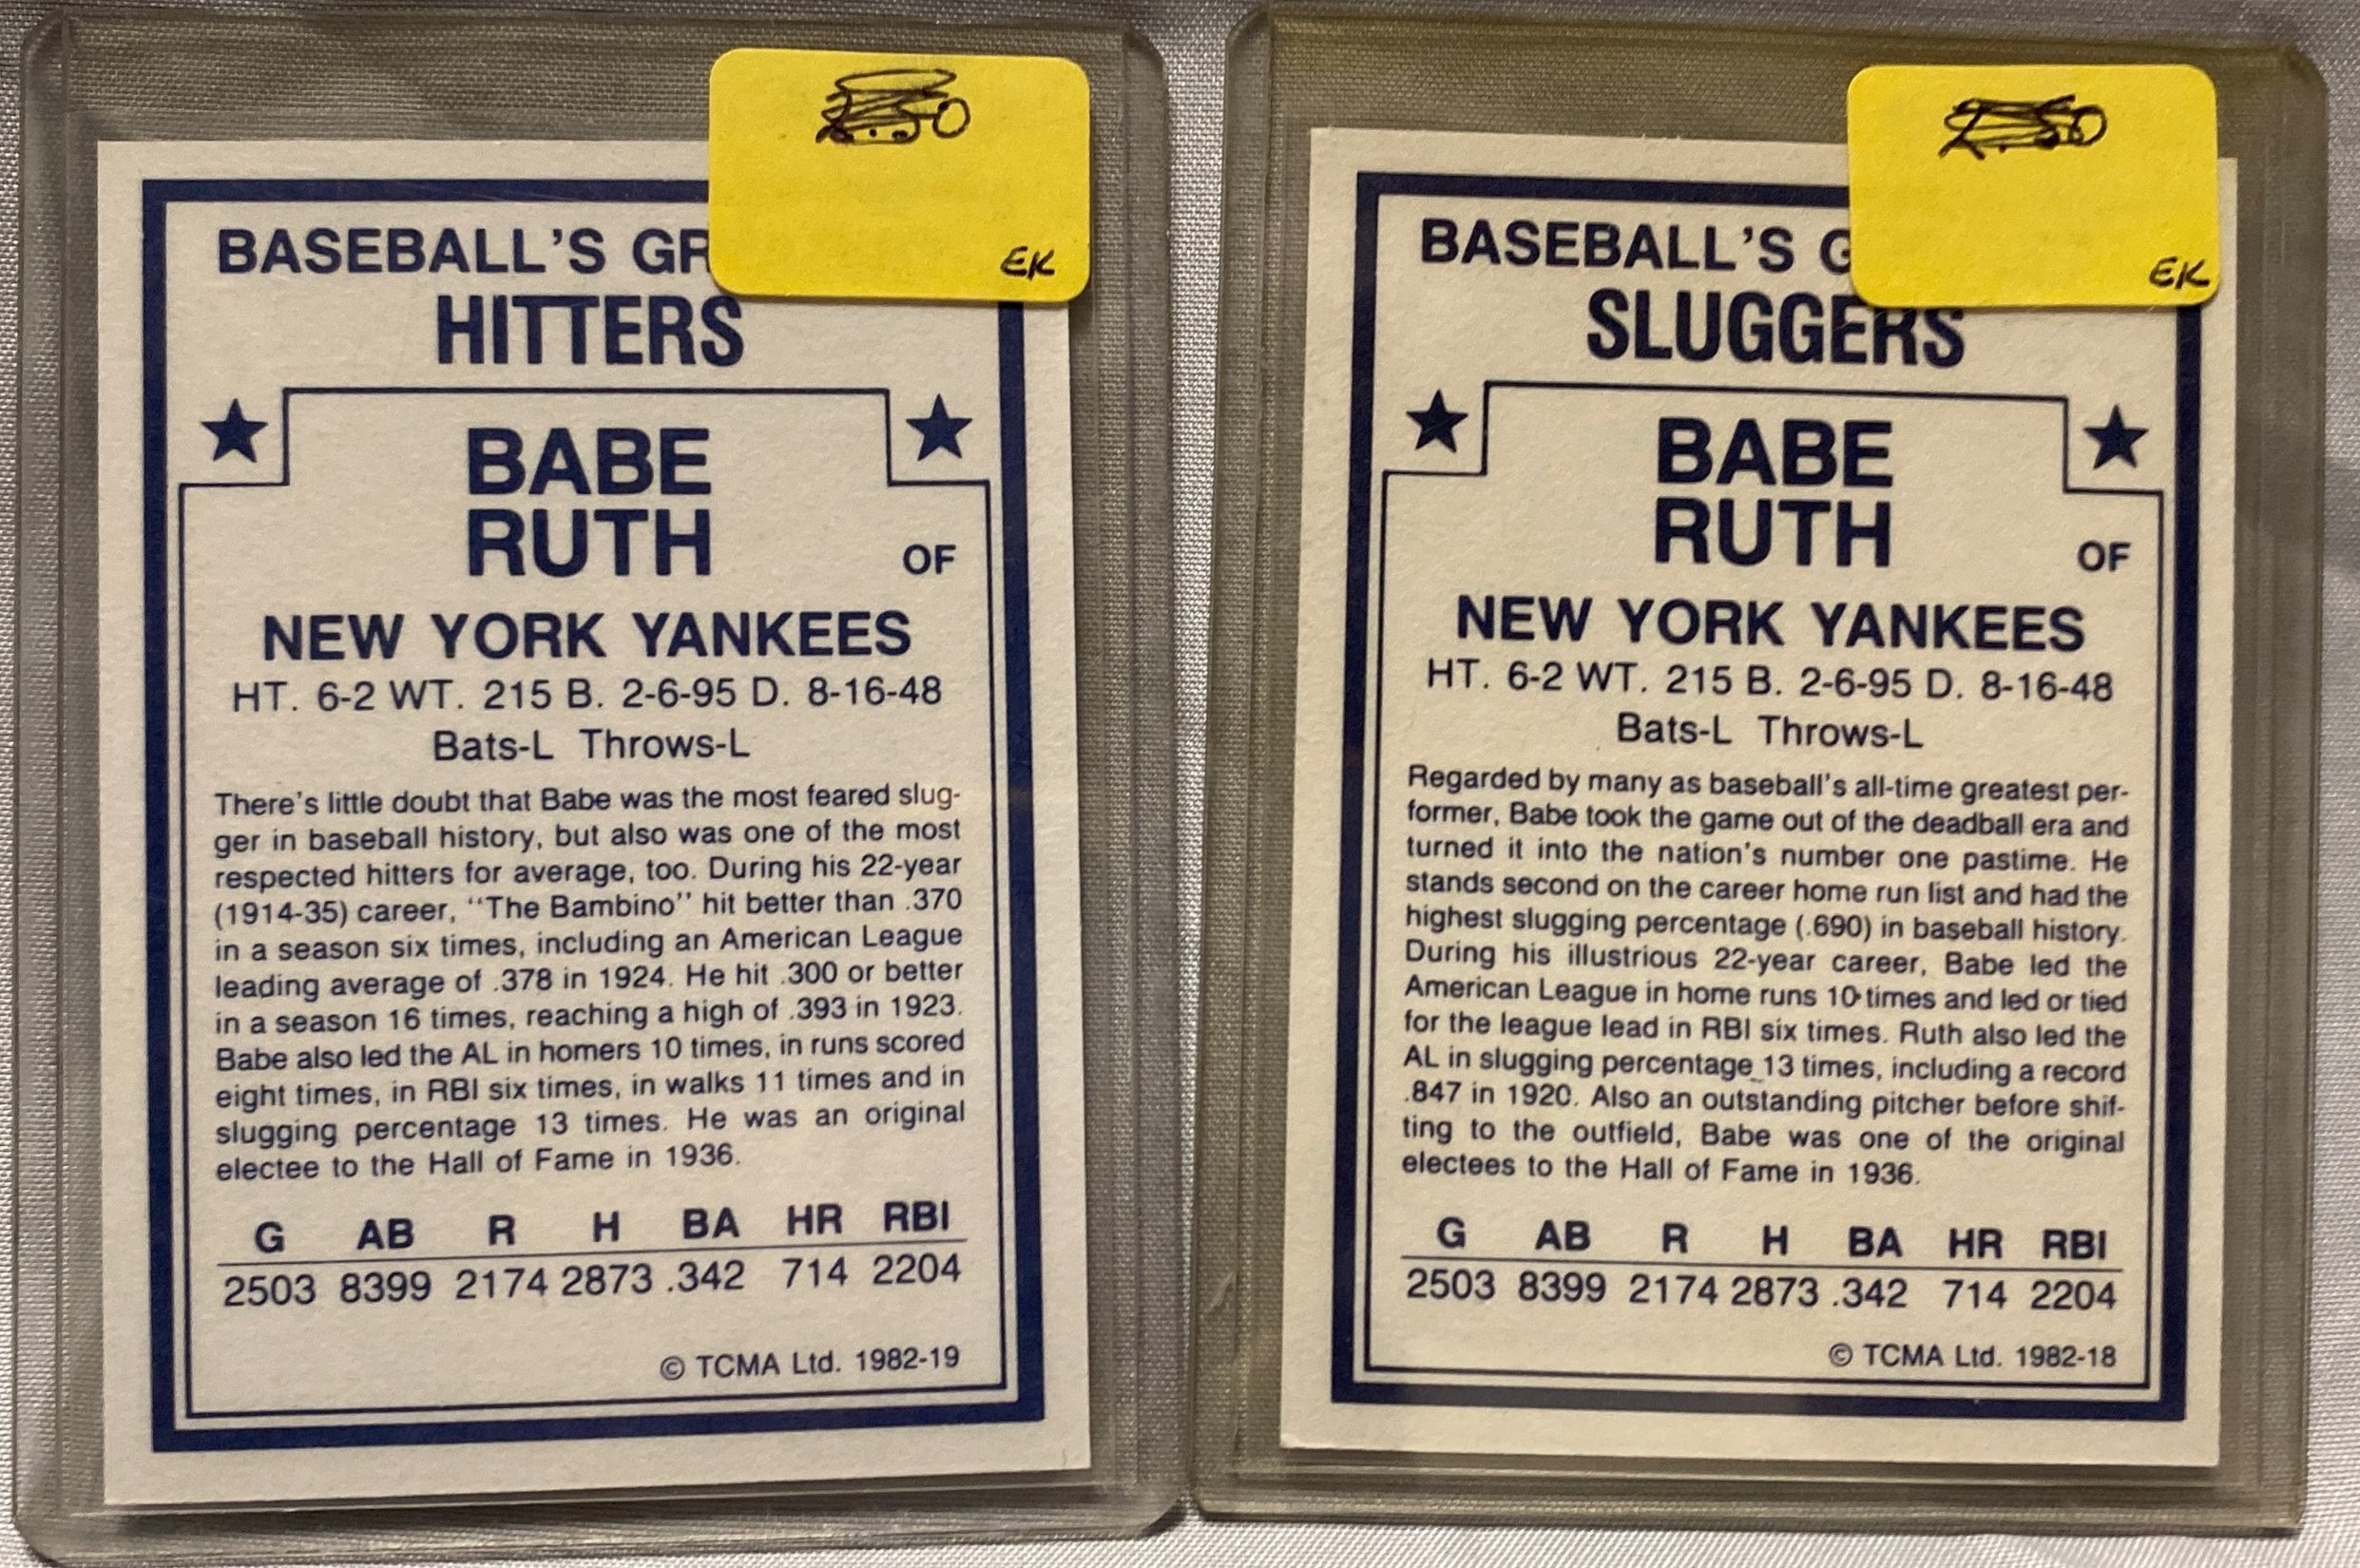 EK
BASEBALL'S GR
HITTERS
BABE
RUTH
OF
NEW YORK YANKEES
HT. 6-2 WT. 215 B. 2-6-95 D. 8-16-48
Bats-L Throws-L
There's little doubt that Babe was the most feared slug-
ger in baseball history, but also was one of the most
respected hitters for average, too. During his 22-year
(1914-35) career, "The Bambino" hit better than .370
in a season six times, including an American League
leading average of .378 in 1924. He hit .300 or better
in a season 16 times, reaching a high of .393 in 1923.
Babe also led the AL in homers 10 times, in runs scored
eight times, in RBI six times, in walks 11 times and in
slugging percentage 13 times. He was an original
electee to the Hall of Fame in 1936.
G AB R H BA HR RBI
2503 8399 2174 2873 .342 714 2204
© TCMA Ltd. 1982-19
EK
BASEBALL'S G
SLUGGERS
BABE
RUTH
OF
NEW YORK YANKEES
HT. 6-2 WT. 215 B. 2-6-95 D. 8-16-48
Bats-L Throws-L
Regarded by many as baseball's all-time greatest per-
former, Babe took the game out of the deadball era and
turned it into the nation's number one pastime. He
stands second on the career home run list and had the
highest slugging percentage (.690) in baseball history.
During his illustrious 22-year career, Babe led the
American League in home runs 10 times and led or tied
for the league lead in RBI six times. Ruth also led the
AL in slugging percentage 13 times, including a record
.847 in 1920. Also an outstanding pitcher before shif-
ting to the outfield, Babe was one of the original
electees to the Hall of Fame in 1936.
G AB R H BA HR RBI
2503 8399 2174 2873 .342 714 2204
© TCMA Ltd. 1982-18